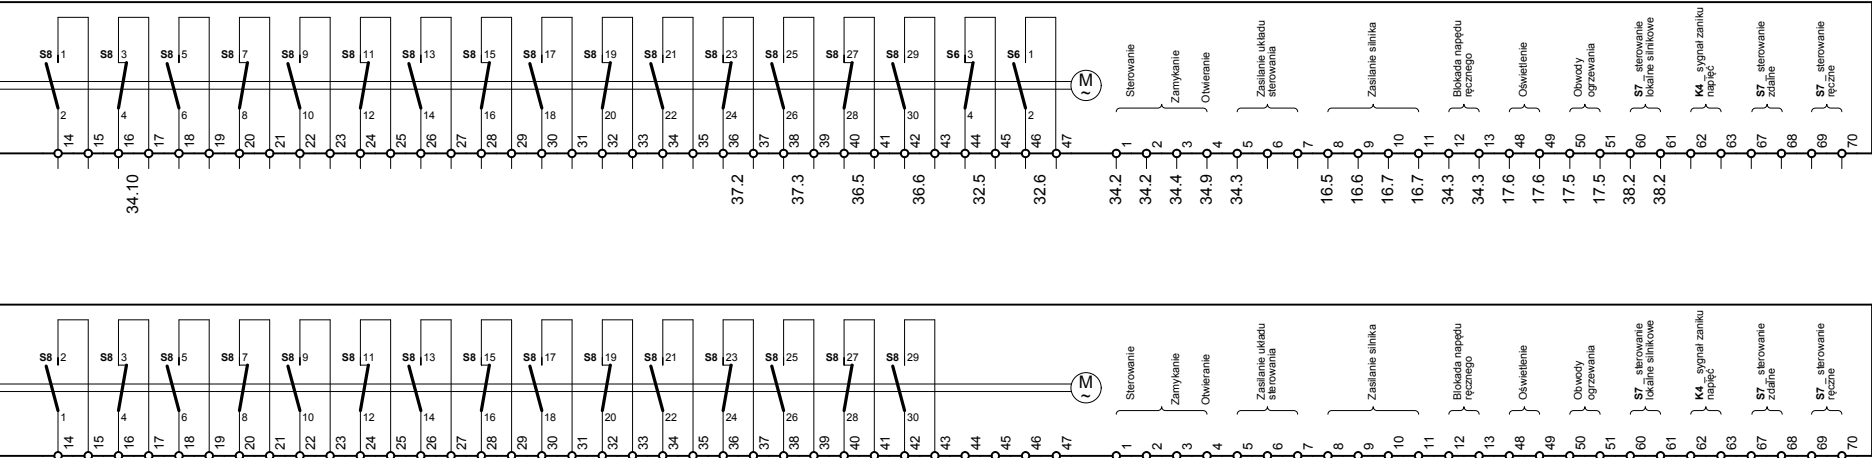 S8 1 S8 3 S8 5 S8 7 S8 9 S8 11 S8 13 S8 15 S8 17 S8 19 S8 21 S8 23 S8 25 S8 27 S8 29 S6 3 S6 1
M
~
2 4 6 8 10 12 14 16 18 20 22 24 26 28 30 4 2
Sterowanie
Zamykanie
Otwieranie
Zasilanie układu
sterowania
Zasilanie silnika
Blokada napędu
ręcznego
Oświetlenie
Obwody
ogrzewania
S7_ sterowanie
lokalne silnikowe
K4_ sygnał zaniku
napięć
S7_ sterowanie
zdalne
S7_ sterowanie
ręczne
14 15 16 17 18 19 20 21 22 23 24 25 26 27 28 29 30 31 32 33 34 35 36 37 38 39 40 41 42 43 44 45 46 47 1 2 3 4 5 6 7 8 9 10 11 12 13 48 49 50 51 60 61 62 63 67 68 69 70
34.10 37.2 37.3 36.5 36.6 32.5 32.6 34.2 34.2 34.4 34.9 34.3 16.5 16.6 16.7 16.7 34.3 34.3 17.6 17.6 17.5 17.5 38.2 38.2
S8 2 S8 3 S8 5 S8 7 S8 9 S8 11 S8 13 S8 15 S8 17 S8 19 S8 21 S8 23 S8 25 S8 27 S8 29
M
~
1 4 6 8 10 12 14 16 18 20 22 24 26 28 30
Sterowanie
Zamykanie
Otwieranie
Zasilanie układu
sterowania
Zasilanie silnika
Blokada napędu
ręcznego
Oświetlenie
Obwody
ogrzewania
S7_ sterowanie
lokalne silnikowe
K4_ sygnał zaniku
napięć
S7_ sterowanie
zdalne
S7_ sterowanie
ręczne
14 15 16 17 18 19 20 21 22 23 24 25 26 27 28 29 30 31 32 33 34 35 36 37 38 39 40 41 42 43 44 45 46 47 1 2 3 4 5 6 7 8 9 10 11 12 13 48 49 50 51 60 61 62 63 67 68 69 70